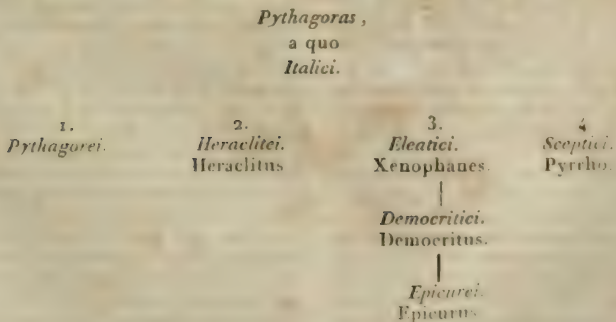 Pythagoras ,
a quo
Italici.
1. 2. 3. 4
Pythagorei. Heraclitei. Eleatici. Sceptici.
Heraclitus Xenophanes. Pyrrho.
Democritici.
Democritus.
Epicurei.
Epicurus.